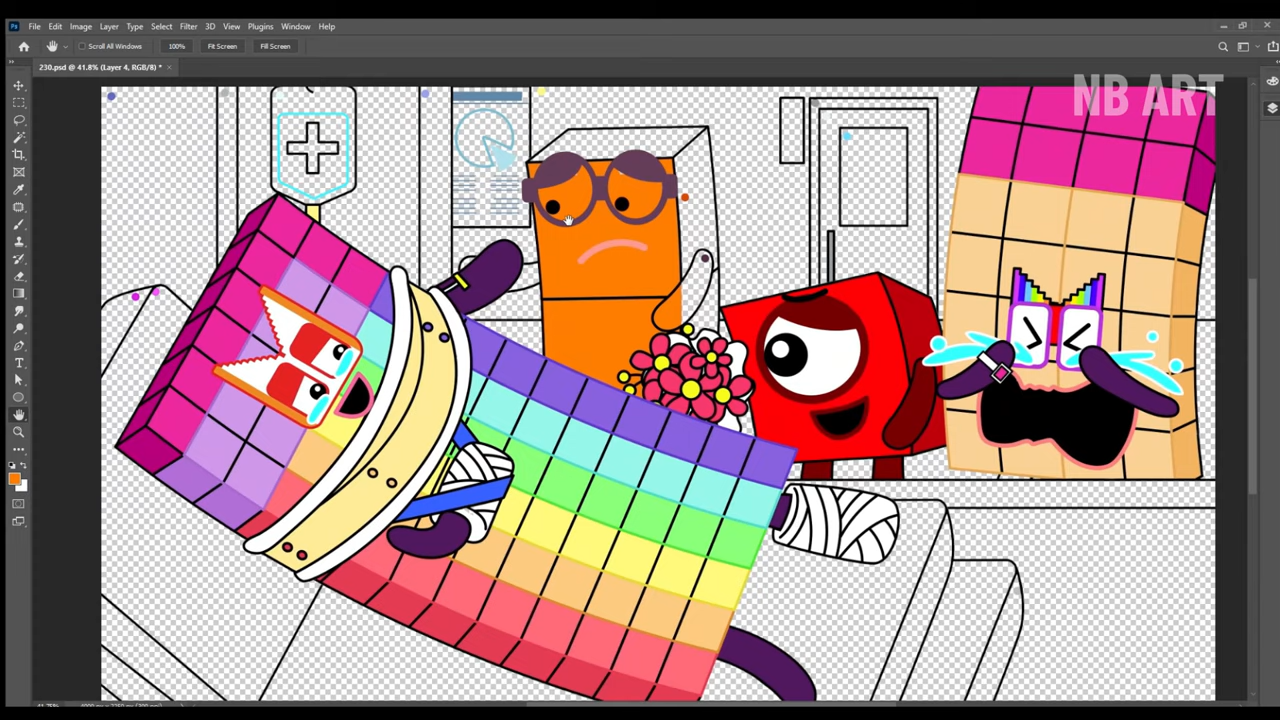 Ps File Edit Image Layer Type Select Filter 3D View Plugins Window Help
Scroll All Windows 100% Fit Screen Fill Screen
230.psd @ 41.8% (Layer 4, RGB/8) *
NB ART